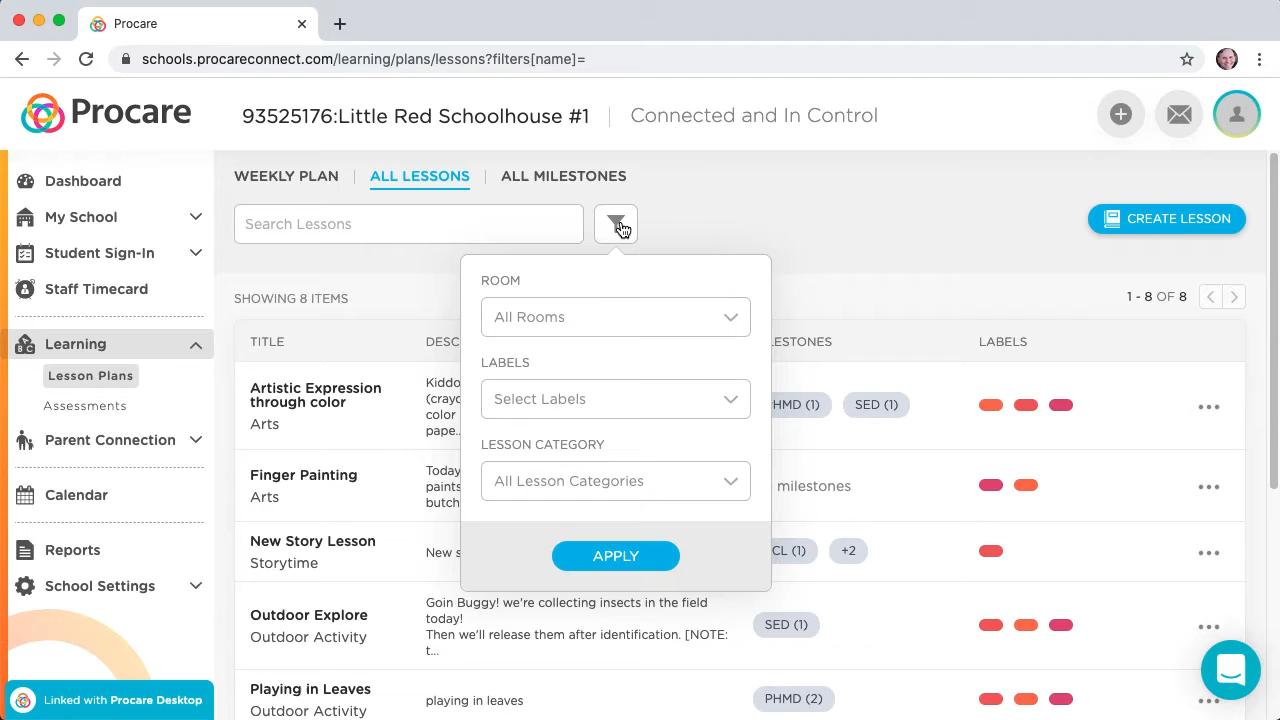 Procare
schools.procareconnect.com/learning/plans/lessons?filters[name]=
Procare
93525176:Little Red Schoolhouse #1
Connected and In Control
Dashboard
My School
Student Sign-In
Staff Timecard
Learning
Lesson Plans
Assessments
Parent Connection
Calendar
Reports
School Settings
Linked with Procare Desktop
WEEKLY PLAN
ALL LESSONS
ALL MILESTONES
Search Lessons
CREATE LESSON
SHOWING 8 ITEMS
1 - 8 OF 8
ROOM
All Rooms
LABELS
Select Labels
LESSON CATEGORY
All Lesson Categories
APPLY
TITLE
DESC
LESTONES
LABELS
Artistic Expression
through color
Arts
Kiddo
(crayo
color
pape...
HMD (1)
SED (1)
Finger Painting
Arts
Today
paints
butch
milestones
New Story Lesson
Storytime
New s
CL (1)
+2
Outdoor Explore
Outdoor Activity
Goin Buggy! we're collecting insects in the field
today!
Then we'll release them after identification. [NOTE:
t...
SED (1)
Playing in Leaves
Outdoor Activity
playing in leaves
PHMD (2)